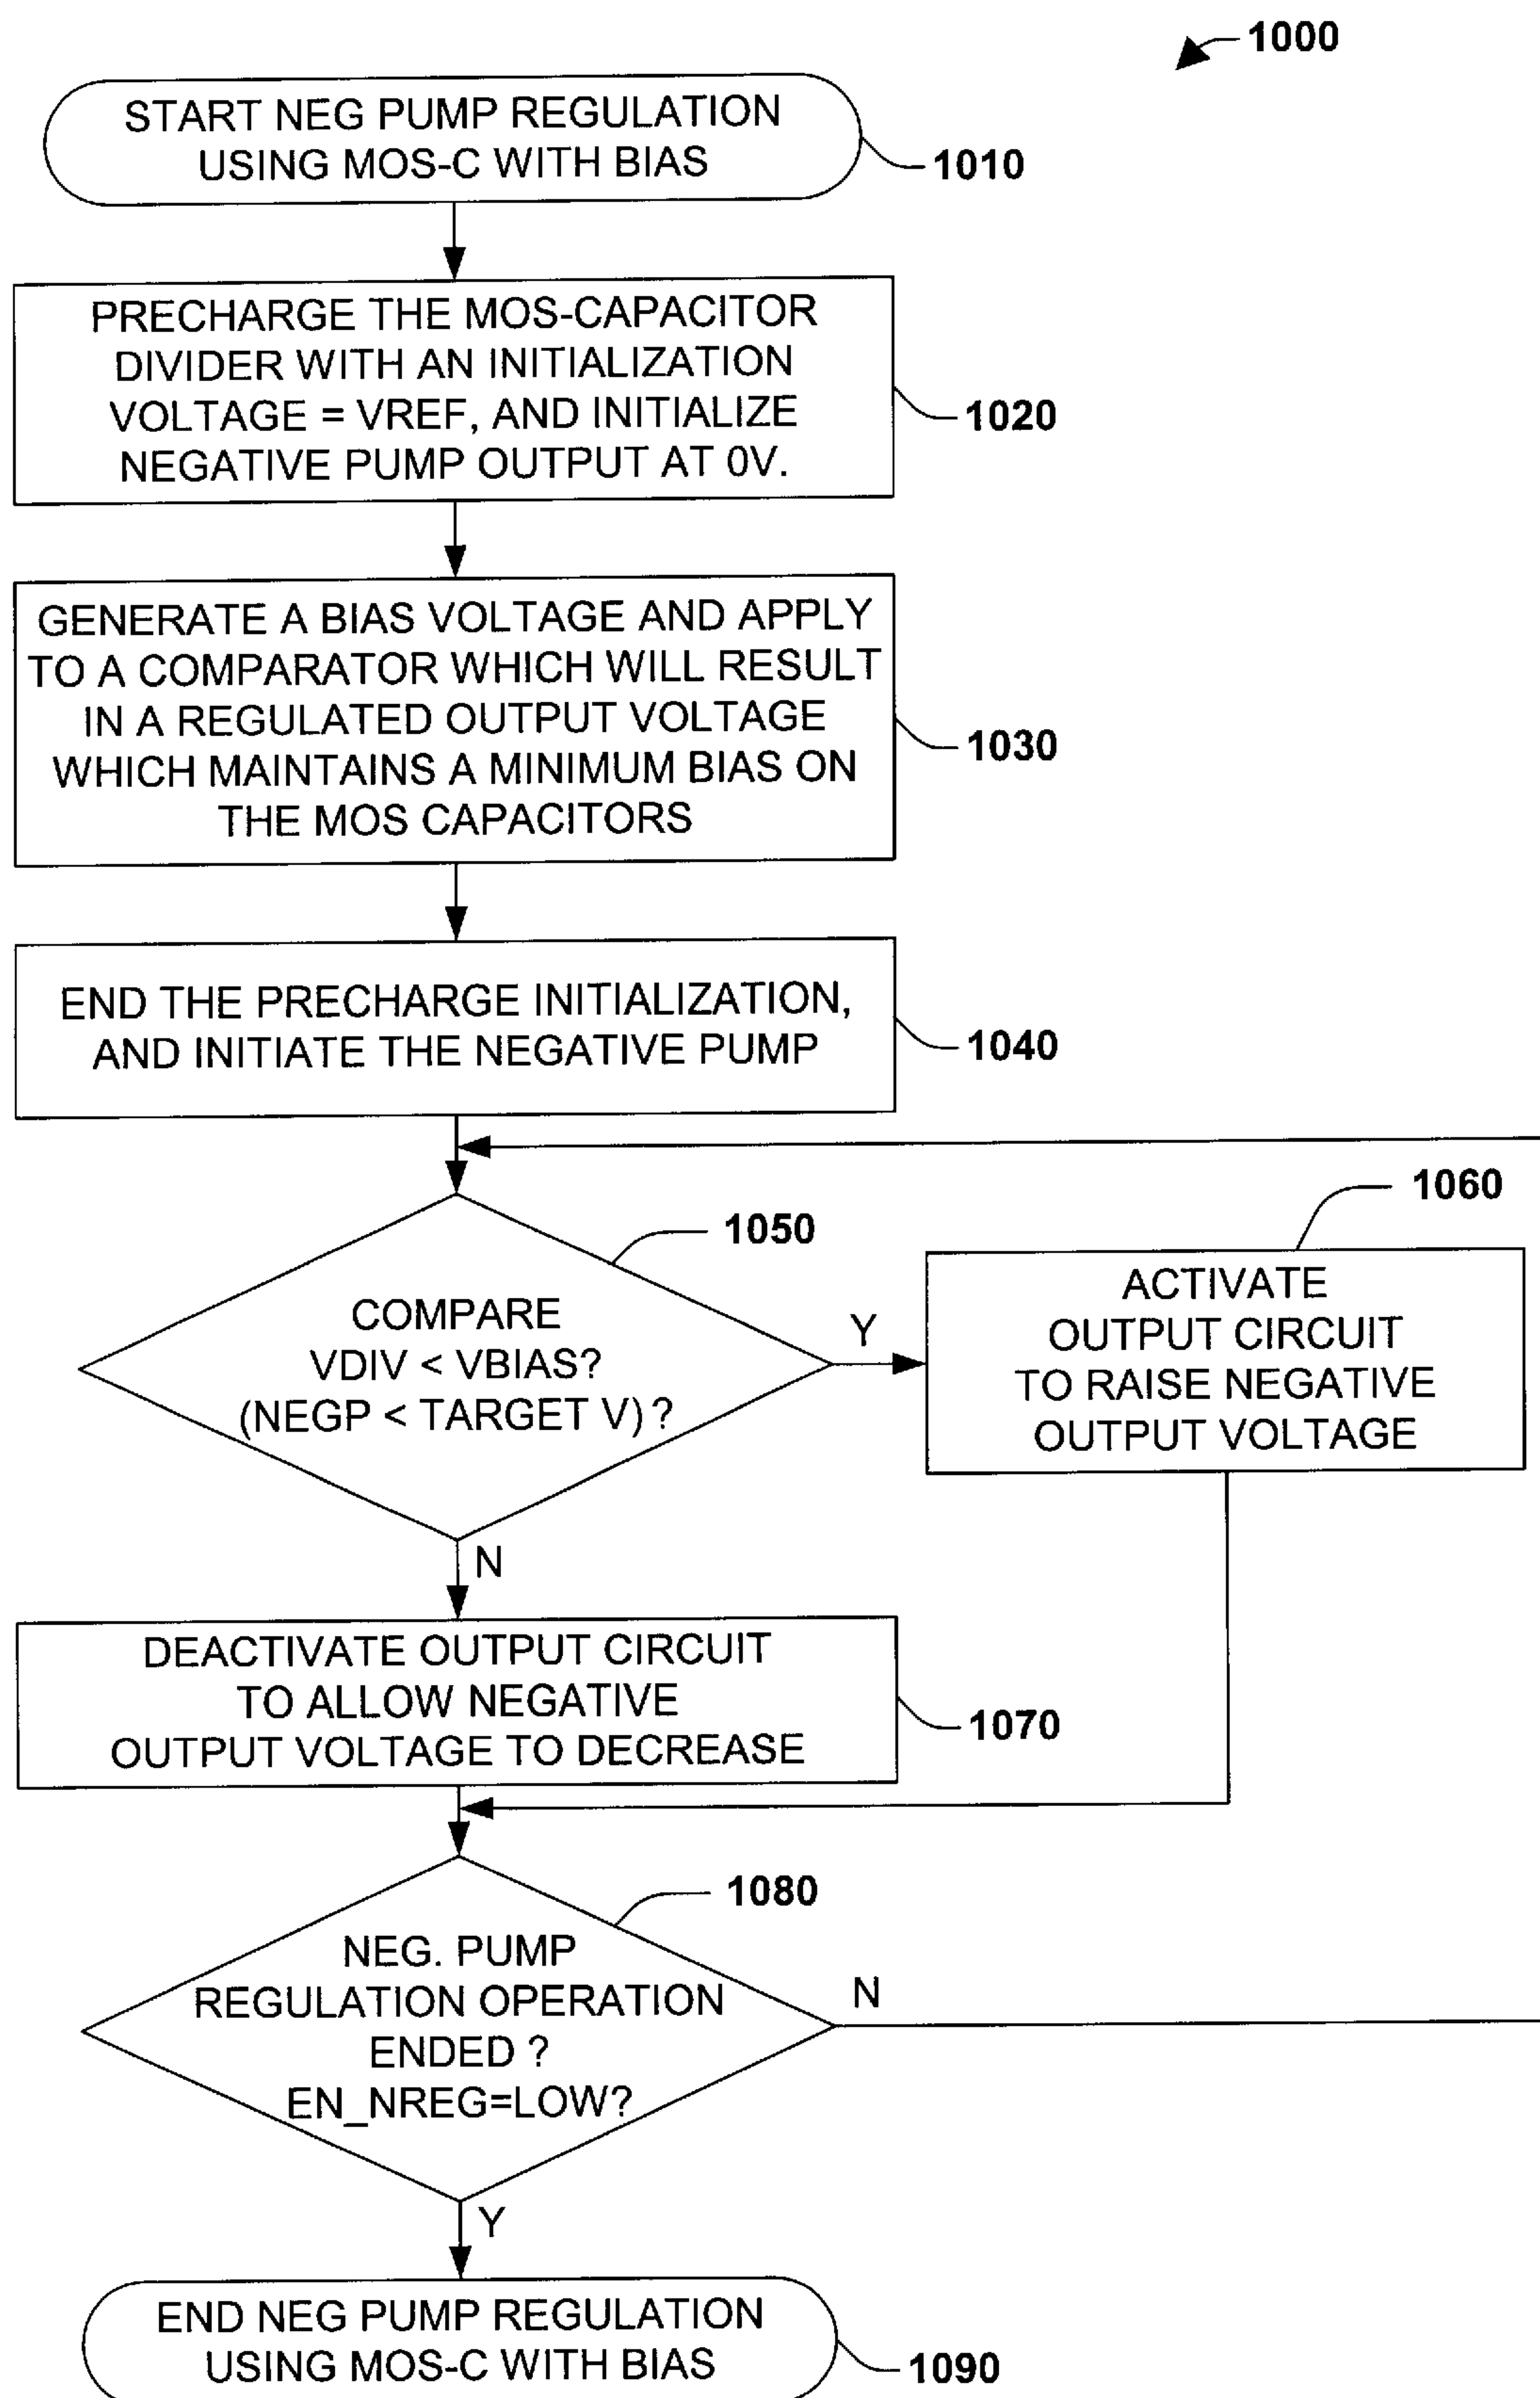 1000
START NEG PUMP REGULATION
USING MOS-C WITH BIAS
1010
PRECHARGE THE MOS-CAPACITOR
DIVIDER WITH AN INITIALIZATION
VOLTAGE = VREF, AND INITIALIZE
NEGATIVE PUMP OUTPUT AT 0V.
1020
GENERATE A BIAS VOLTAGE AND APPLY
TO A COMPARATOR WHICH WILL RESULT
IN A REGULATED OUTPUT VOLTAGE
WHICH MAINTAINS A MINIMUM BIAS ON
THE MOS CAPACITORS
1030
END THE PRECHARGE INITIALIZATION,
AND INITIATE THE NEGATIVE PUMP
1040
1050
COMPARE
VDIV < VBIAS?
(NEGP < TARGET V) ?
Y
1060
ACTIVATE
OUTPUT CIRCUIT
TO RAISE NEGATIVE
OUTPUT VOLTAGE
N
DEACTIVATE OUTPUT CIRCUIT
TO ALLOW NEGATIVE
OUTPUT VOLTAGE TO DECREASE
1070
1080
NEG. PUMP
REGULATION OPERATION
ENDED ?
EN_NREG=LOW?
N
Y
END NEG PUMP REGULATION
USING MOS-C WITH BIAS
1090